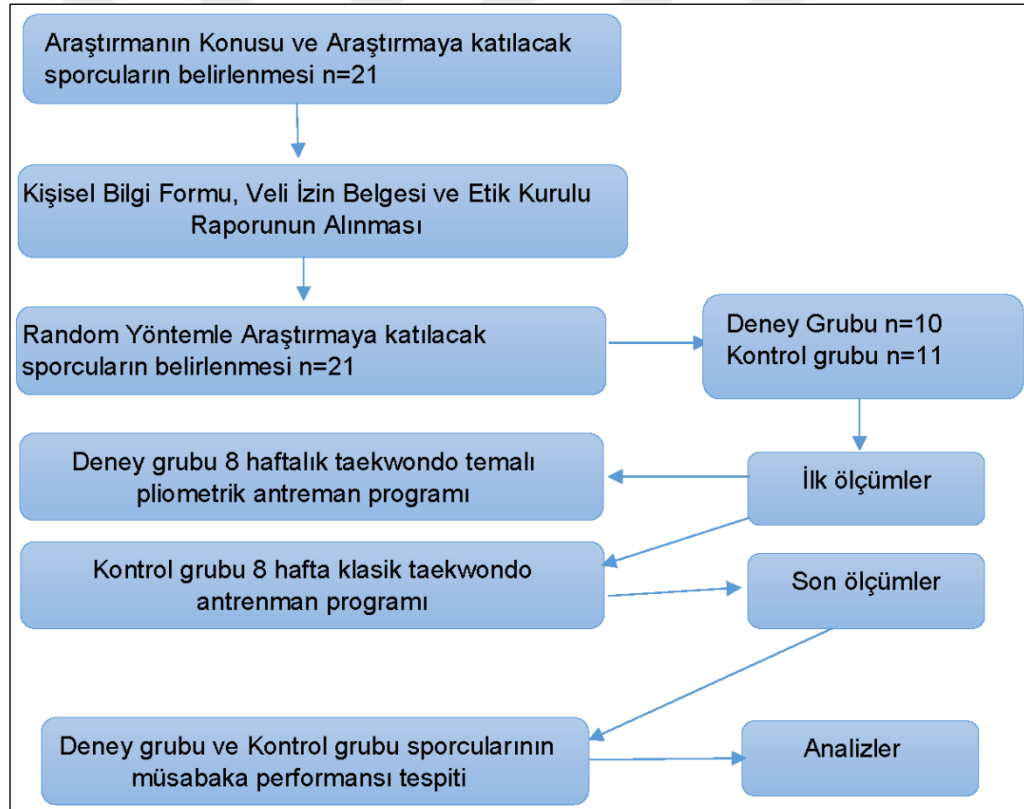 Araştırmanın Konusu ve Araştırmaya katılacak
sporcuların belirlenmesi n=21
Kişisel Bilgi Formu, Veli İzin Belgesi ve Etik Kurulu
Raporunun Alınması
Random Yöntemle Araştırmaya katılacak
sporcuların belirlenmesi n=21
Deney Grubu n=10
Kontrol grubu n=11
Deney grubu 8 haftalık taekwondo temalı
pliometrik antreman programı
İlk ölçümler
Kontrol grubu 8 hafta klasik taekwondo
antrenman programı
Son ölçümler
Deney grubu ve Kontrol grubu sporcularının
müsabaka performansı tespiti
Analizler